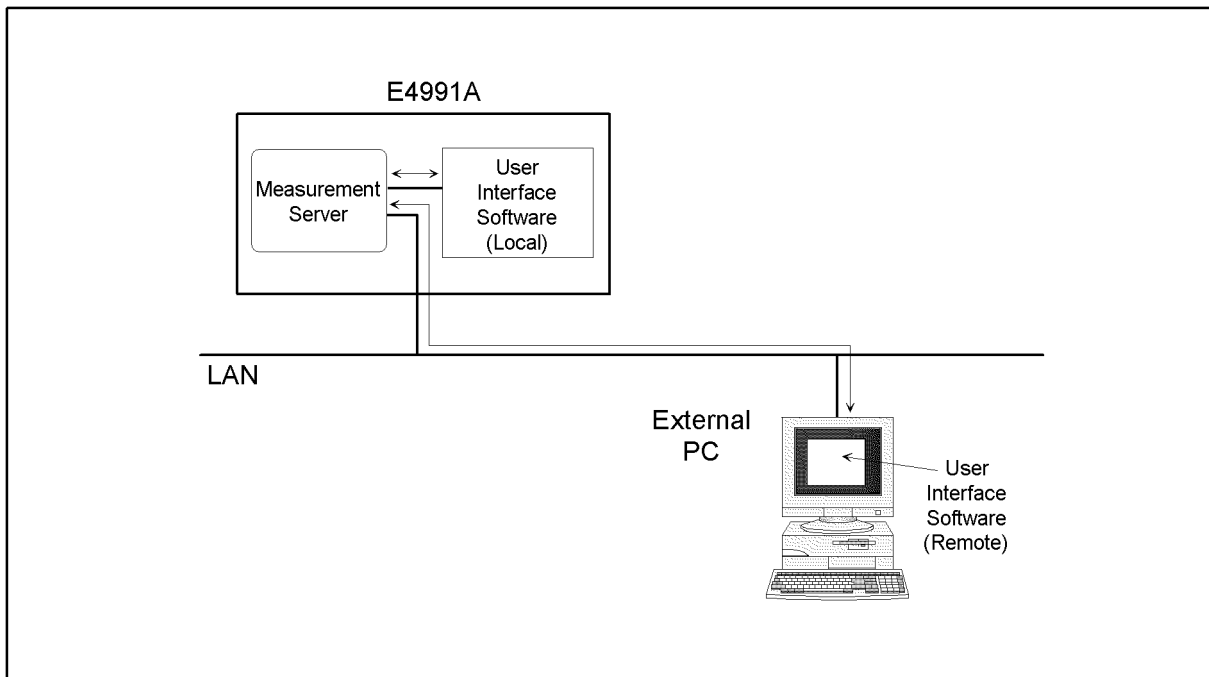 E4991A
Measurement
Server
User
Interface
Software
(Local)
LAN
External
PC
User
Interface
Software
(Remote)